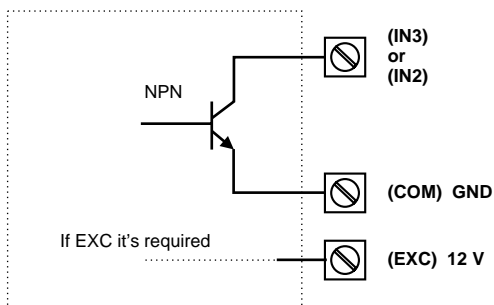 (IN3)
or
(IN2)
NPN
(COM) GND
If EXC it's required
(EXC) 12 V